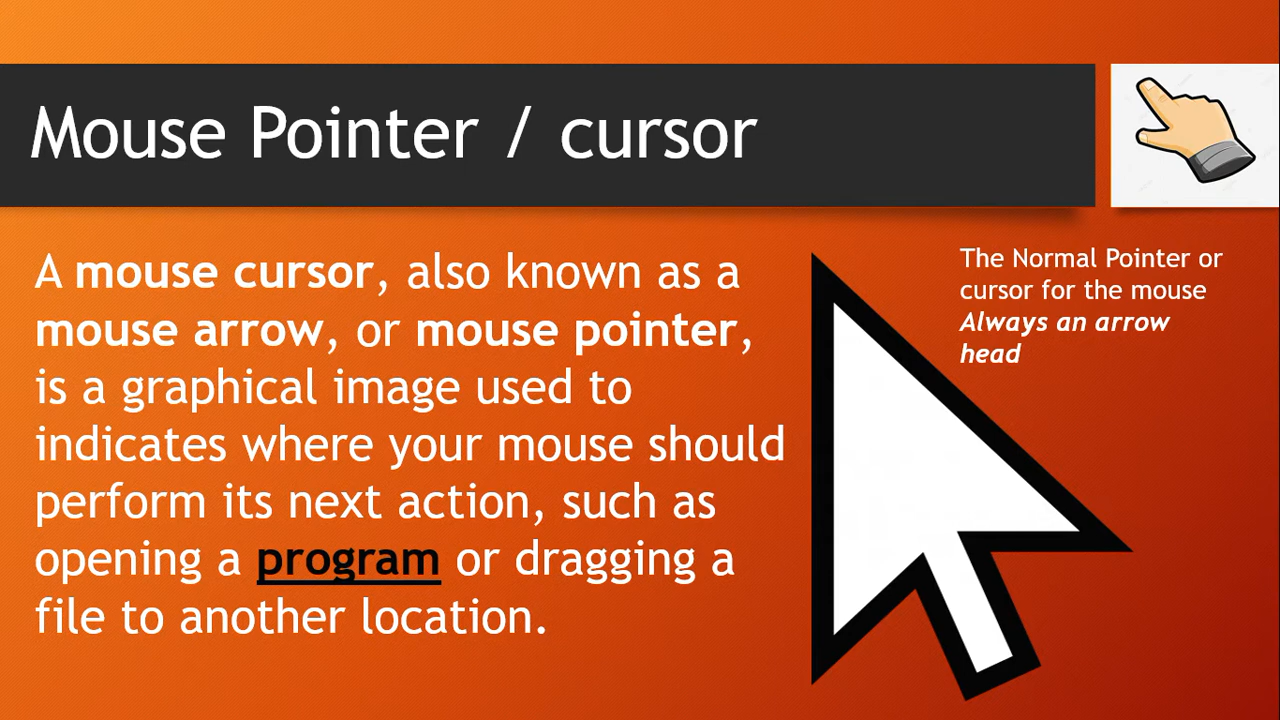 Mouse Pointer / cursor
A mouse cursor, also known as a
mouse arrow, or mouse pointer,
is a graphical image used to
indicates where your mouse should
perform its next action, such as
opening a program or dragging a
file to another location.
The Normal Pointer or
cursor for the mouse
Always an arrow
head